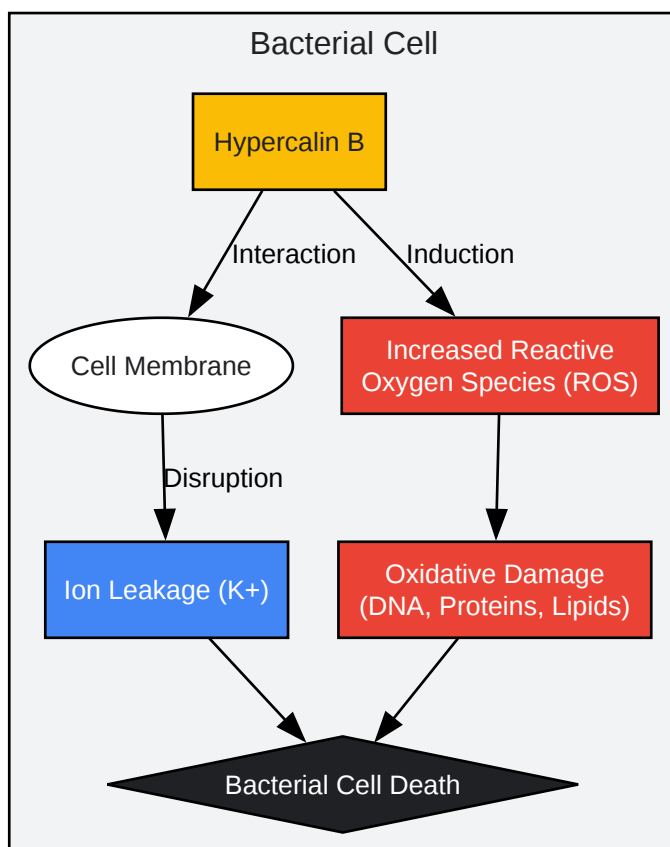 Bacterial Cell
Hypercalin B
Interaction
Induction
Cell Membrane
Increased Reactive
Oxygen Species (ROS)
Disruption
Ion Leakage (K+)
Oxidative Damage
(DNA, Proteins, Lipids)
Bacterial Cell Death